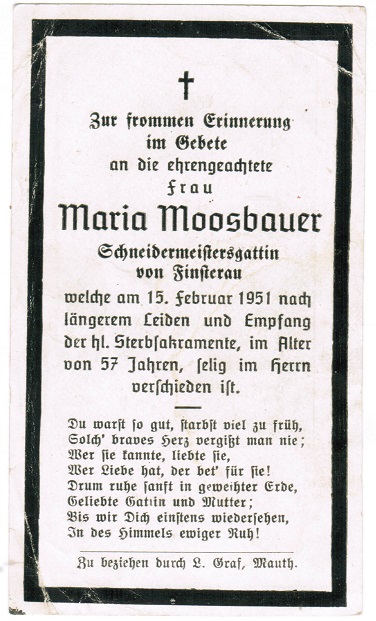 Zur frommen Erinnerung
im Gebete
an die ehrengeachtete
Frau
Maria Moosbauer
Schneidermeistersgattin
von Finsterau
welche am 15. Februar 1951 nach
längerem Leiden und Empfang
der hl. Sterbsakramente, im Alter
von 57 Jahren, selig im Herrn
verschieden ist.
Du warst so gut, starbst viel zu früh,
Solch' braves Herz vergißt man nie;
Wer sie kannte, liebte sie,
Wer Liebe hat, der bet' für sie!
Drum ruhe sanft in geweihter Erde,
Geliebte Gattin und Mutter;
Bis wir Dich einstens wiedersehen,
In des Himmels ewiger Ruh!
Zu beziehen durch L. Graf, Mauth.